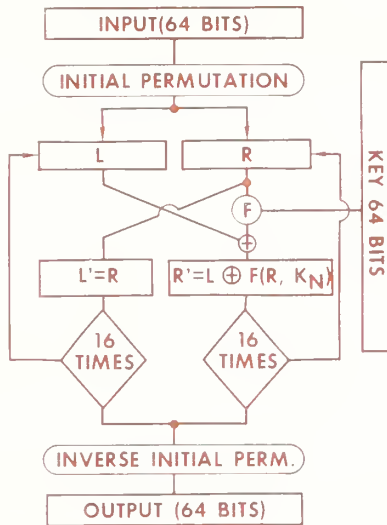 INPUT(64 BITS)
INITIAL PERMUTATION
L
R
F
KEY 64 BITS
⊕
L'=R
R'=L ⊕ F(R, KN)
16
TIMES
16
TIMES
INVERSE INITIAL PERM.
OUTPUT (64 BITS)